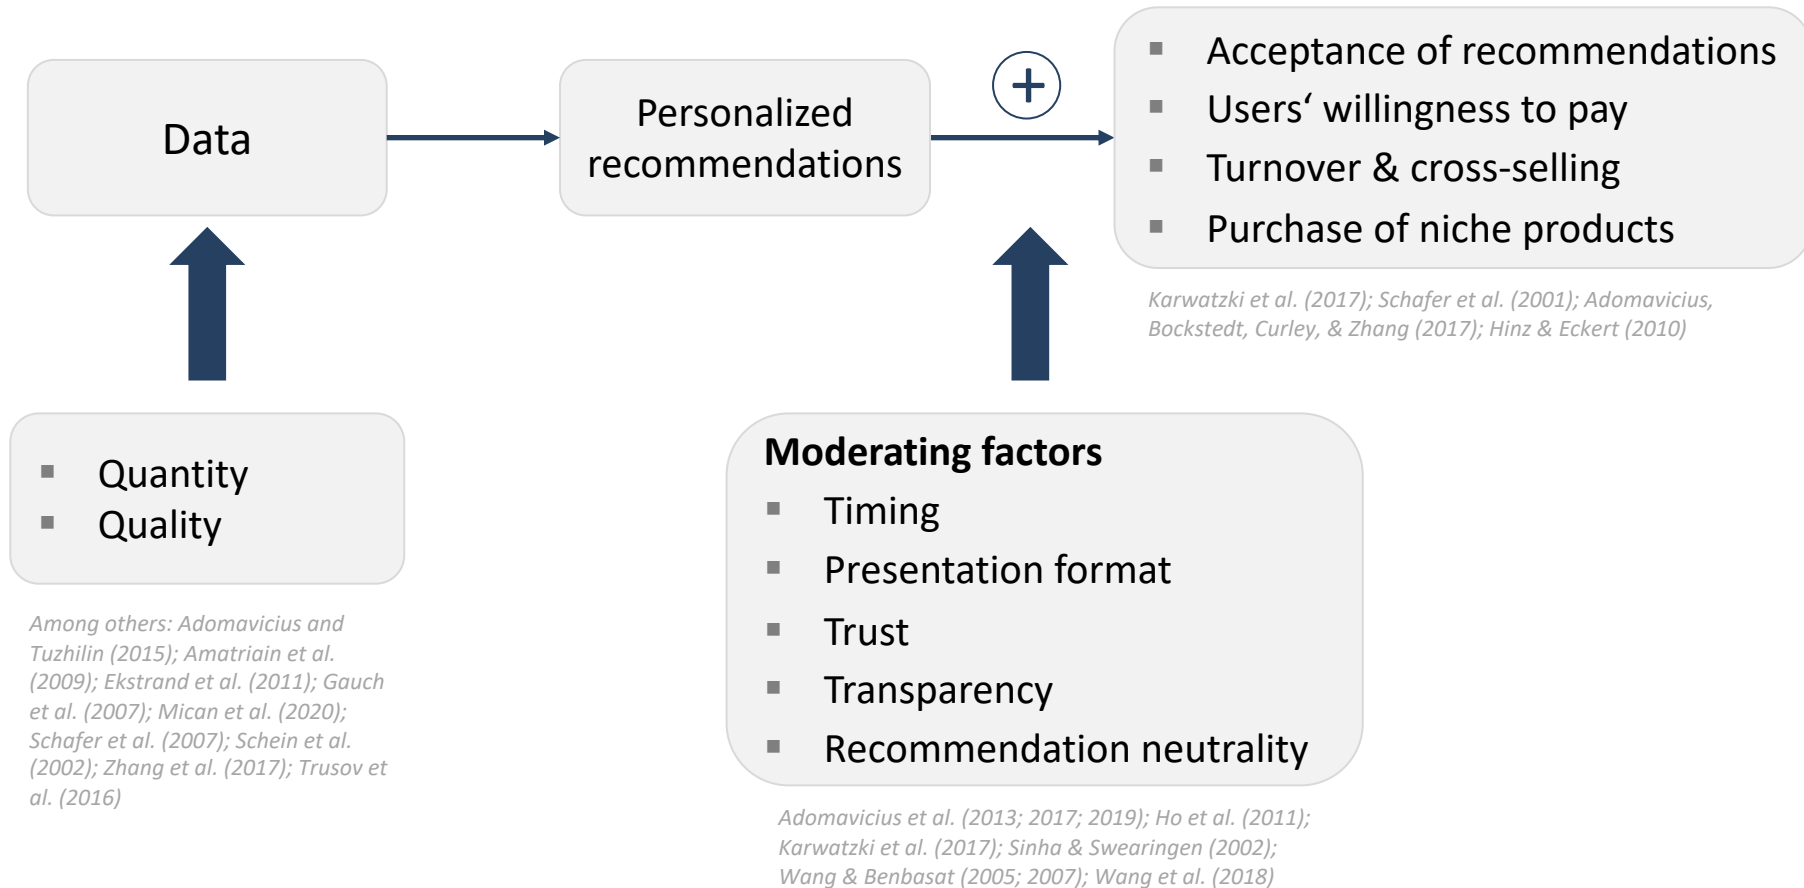 Data
Personalized
recommendations
+
▪ Acceptance of recommendations
▪ Users‘ willingness to pay
▪ Turnover & cross-selling
▪ Purchase of niche products
Karwatzki et al. (2017); Schafer et al. (2001); Adomavicius,
Bockstedt, Curley, & Zhang (2017); Hinz & Eckert (2010)
▪ Quantity
▪ Quality
Among others: Adomavicius and
Tuzhilin (2015); Amatriain et al.
(2009); Ekstrand et al. (2011); Gauch
et al. (2007); Mican et al. (2020);
Schafer et al. (2007); Schein et al.
(2002); Zhang et al. (2017); Trusov et
al. (2016)
Moderating factors
▪ Timing
▪ Presentation format
▪ Trust
▪ Transparency
▪ Recommendation neutrality
Adomavicius et al. (2013; 2017; 2019); Ho et al. (2011);
Karwatzki et al. (2017); Sinha & Swearingen (2002);
Wang & Benbasat (2005; 2007); Wang et al. (2018)